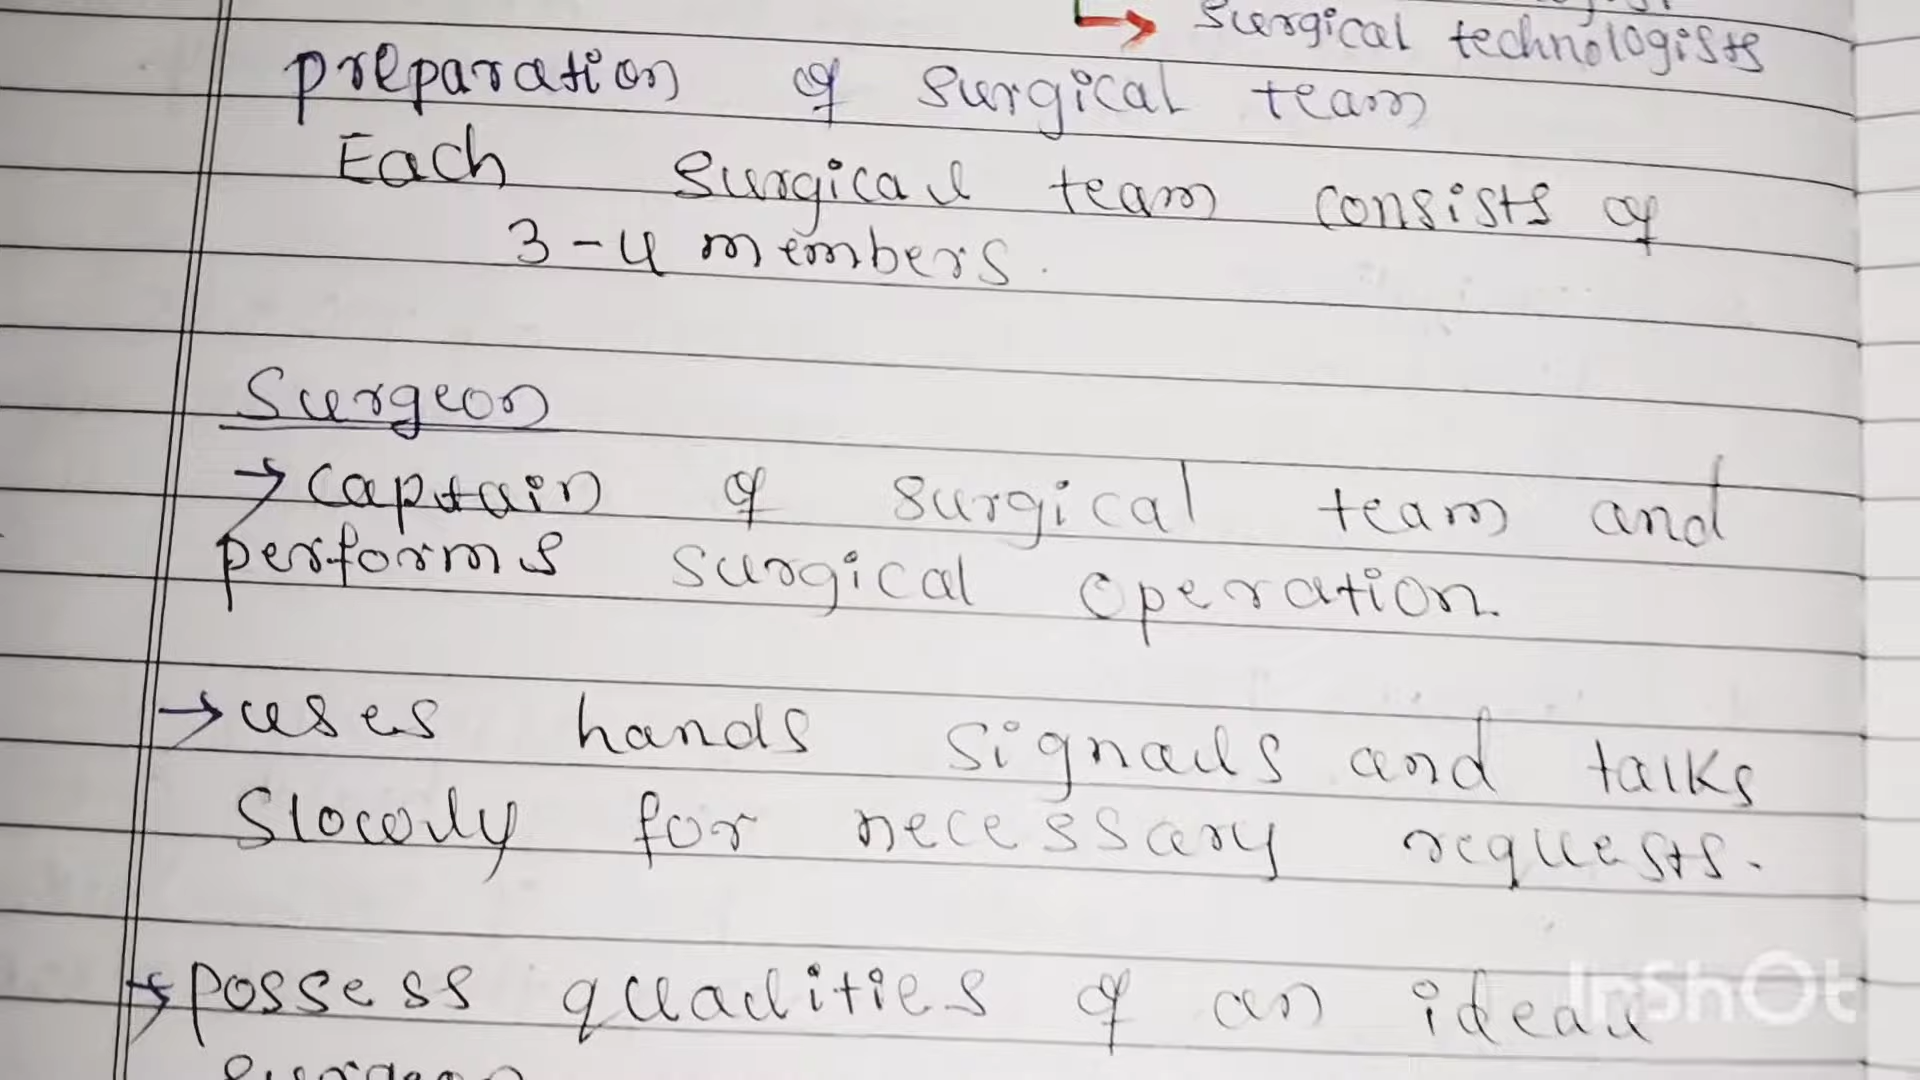 → Surgical technologists
preparation of surgical team
Each surgical team consists of
3-4 members.
Surgeon
→ captain of surgical team and
performs surgical operation.
→ uses hands signals and talks
slowly for necessary requests.
→ possess qualities of an ideal
surgeon
InShOt